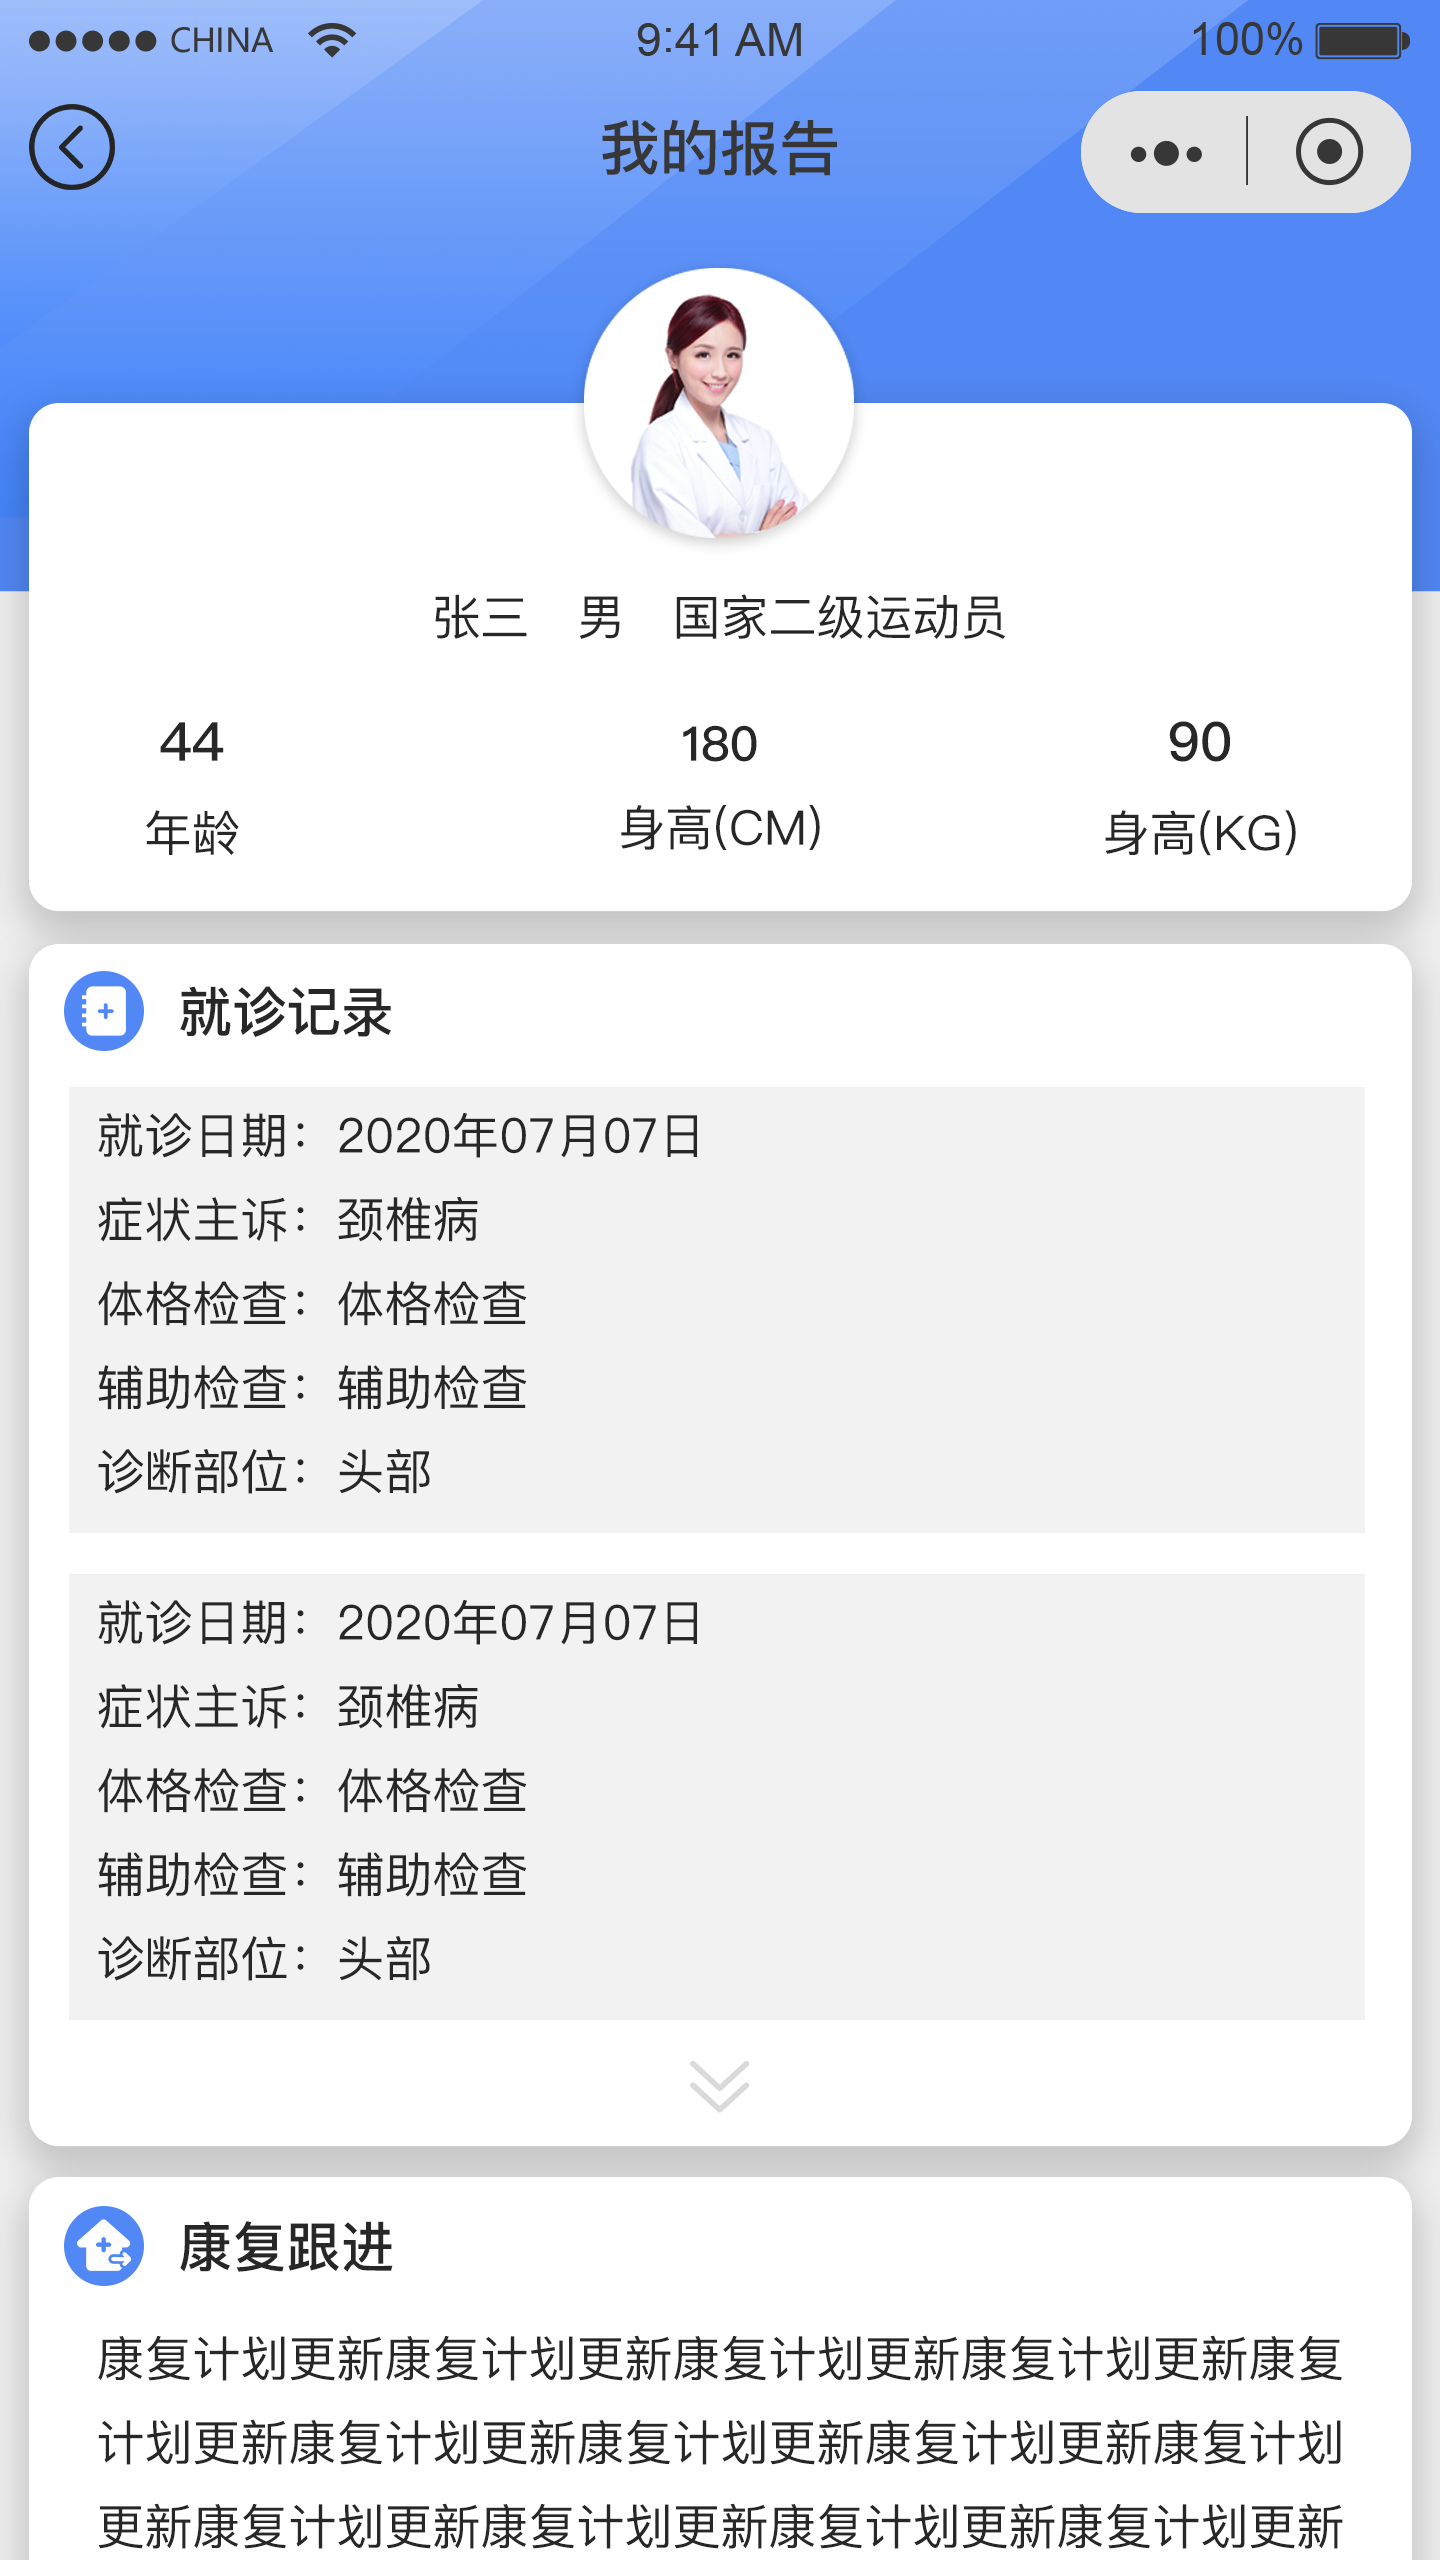 CHINA 9:41 AM 100%
我的报告
张三 男 国家二级运动员
44 180 90
年龄 身高(CM) 身高(KG)
就诊记录
就诊日期：2020年07月07日
症状主诉：颈椎病
体格检查：体格检查
辅助检查：辅助检查
诊断部位：头部
就诊日期：2020年07月07日
症状主诉：颈椎病
体格检查：体格检查
辅助检查：辅助检查
诊断部位：头部
康复跟进
康复计划更新康复计划更新康复计划更新康复计划更新康复
计划更新康复计划更新康复计划更新康复计划更新康复计划
更新康复计划更新康复计划更新康复计划更新康复计划更新